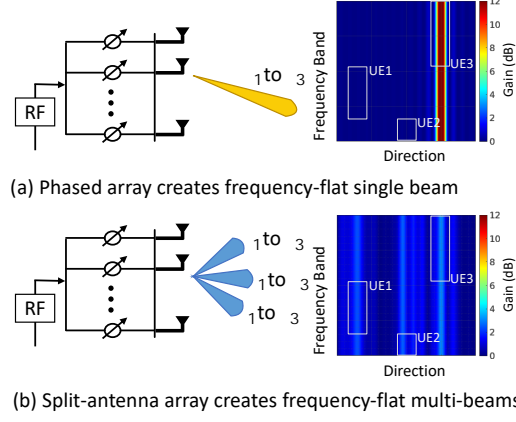 RF
1to 3
Frequency Band
UE1
UE2
UE3
12
10
8
6
4
2
0
Gain (dB)
Direction
(a) Phased array creates frequency-flat single beam
RF
1to 3
1to 3
1to 3
Frequency Band
UE1
UE2
UE3
12
10
8
6
4
2
0
Gain (dB)
Direction
(b) Split-antenna array creates frequency-flat multi-beams